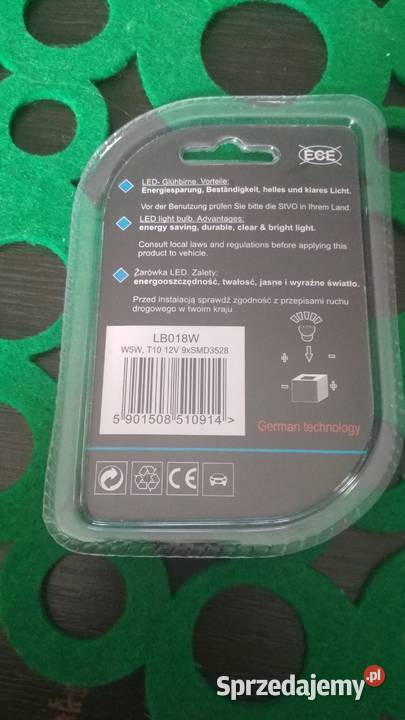 ECE
LED- Glühbirne. Vorteile:
Energiesparung, Beständigkeit, helles und klares Licht.
Vor der Benutzung prüfen Sie bitte die StVO in Ihrem Land.
LED light bulb. Advantages:
energy saving, durable, clear & bright light.
Consult local laws and regulations before applying this
product to vehicle.
Żarówka LED. Zalety:
energooszczędność, twałość, jasne i wyraźne światło.
Przed instalacją sprawdź zgodność z przepisami ruchu
drogowego w twoim kraju
LB018W
W5W, T10 12V 9xSMD3528
5 901508 510914 >
+ -
- +
German technology
CE
Sprzedajemy.pl